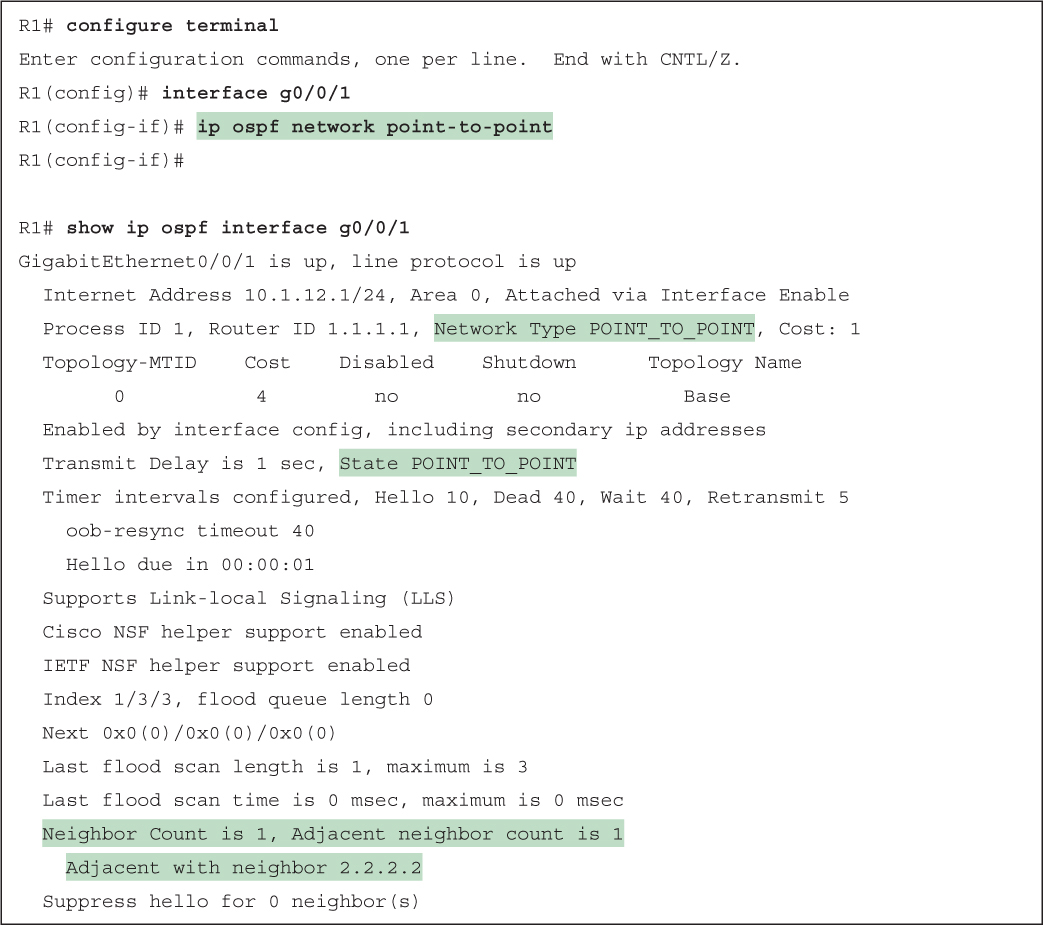 R1# configure terminal
Enter configuration commands, one per line.  End with CNTL/Z.
R1(config)# interface g0/0/1
R1(config-if)# ip ospf network point-to-point
R1(config-if)#
R1# show ip ospf interface g0/0/1
GigabitEthernet0/0/1 is up, line protocol is up
Internet Address 10.1.12.1/24, Area 0, Attached via Interface Enable
Process ID 1, Router ID 1.1.1.1, Network Type POINT_TO_POINT, Cost: 1
Topology-MTID    Cost    Disabled    Shutdown      Topology Name
0           4         no          no            Base
Enabled by interface config, including secondary ip addresses
Transmit Delay is 1 sec, State POINT_TO_POINT
Timer intervals configured, Hello 10, Dead 40, Wait 40, Retransmit 5
oob-resync timeout 40
Hello due in 00:00:01
Supports Link-local Signaling (LLS)
Cisco NSF helper support enabled
IETF NSF helper support enabled
Index 1/3/3, flood queue length 0
Next 0x0(0)/0x0(0)/0x0(0)
Last flood scan length is 1, maximum is 3
Last flood scan time is 0 msec, maximum is 0 msec
Neighbor Count is 1, Adjacent neighbor count is 1
Adjacent with neighbor 2.2.2.2
Suppress hello for 0 neighbor(s)